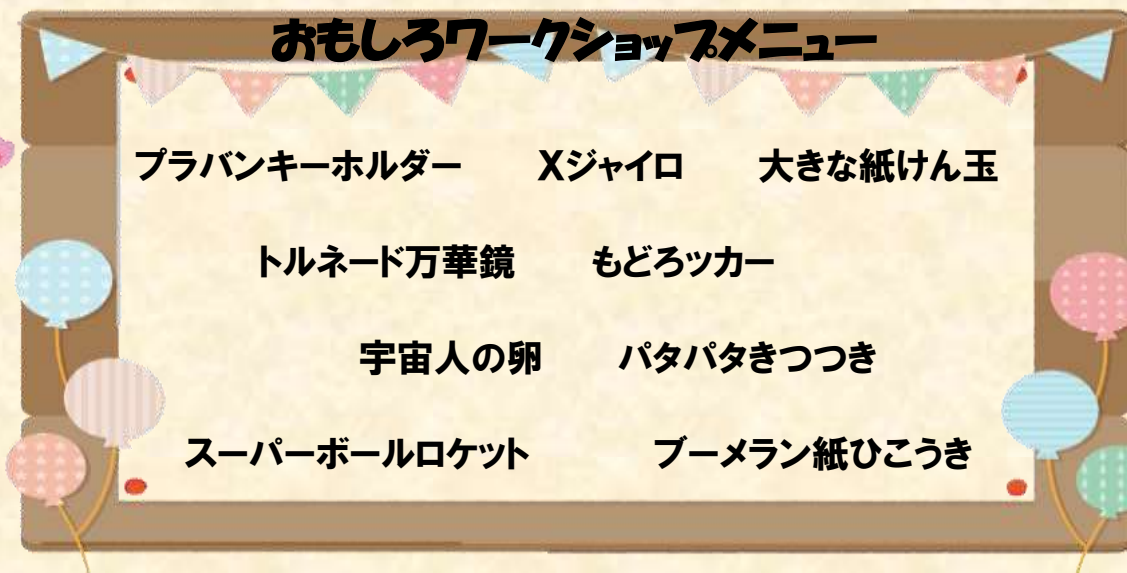 おもしろワークショップメニュー
プラバンキーホルダー　Xジャイロ　大きな紙けん玉
トルネード万華鏡　もどろッカー
宇宙人の卵　パタパタきつつき
スーパーボールロケット　ブーメラン紙ひこうき